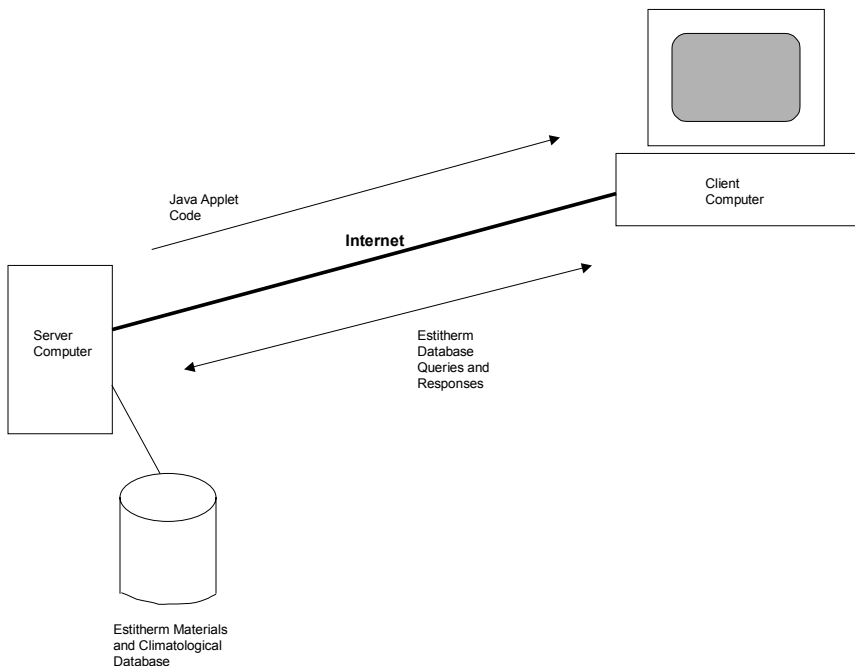 Java Applet
Code
Client
Computer
Internet
Server
Computer
Estitherm
Database
Queries and
Responses
Estitherm Materials
and Climatological
Database